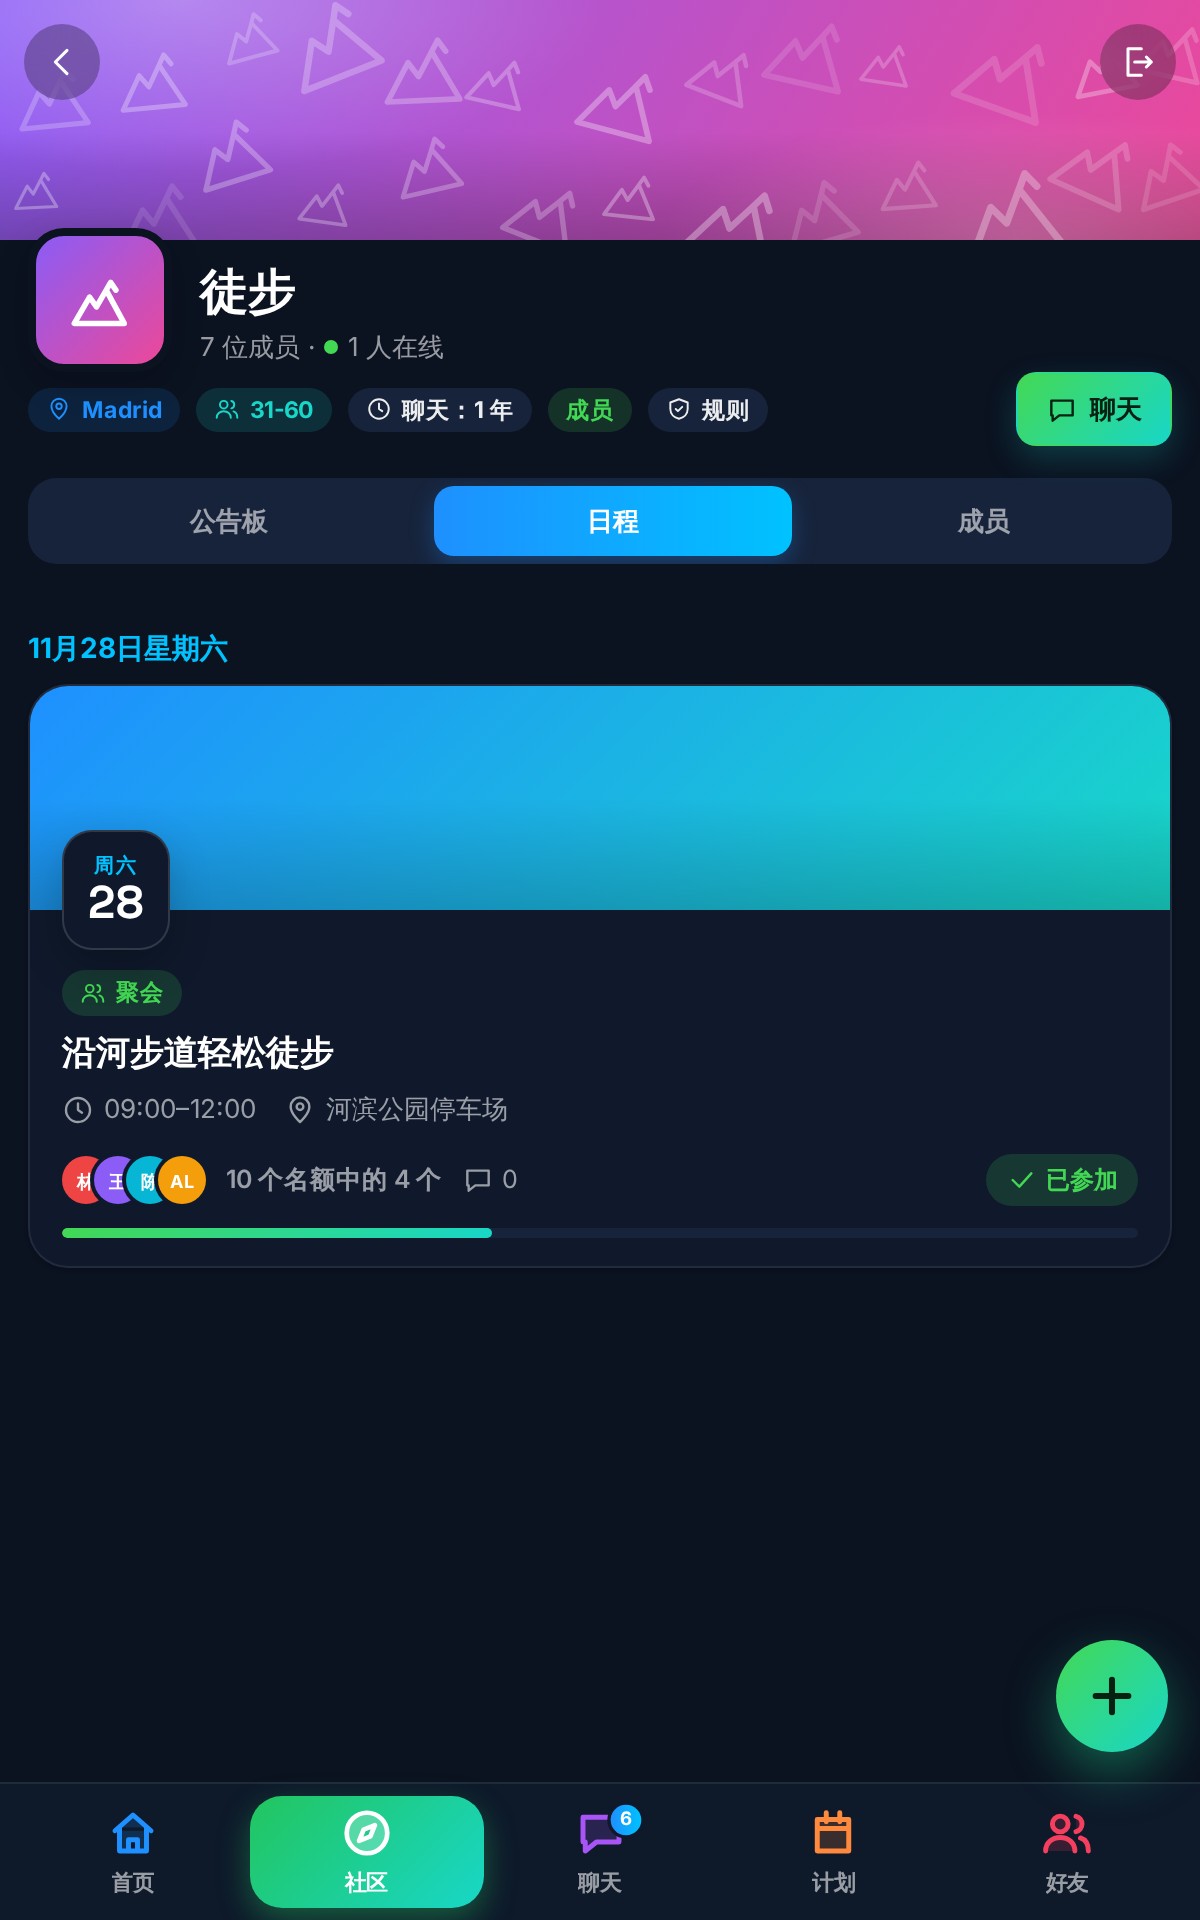 徒步
7 位成员 · 1 人在线
Madrid
31-60
聊天：1 年
成员
规则
聊天
公告板
日程
成员
11月28日星期六
周六
28
聚会
沿河步道轻松徒步
09:00–12:00
河滨公园停车场
林 王 陈 AL
10 个名额中的 4 个
0
已参加
首页
社区
6
聊天
计划
好友